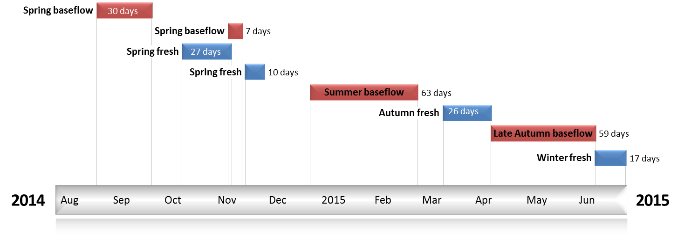 Spring baseflow 30 days
Spring baseflow 7 days
Spring fresh 27 days
Spring fresh 10 days
Summer baseflow 63 days
Autumn fresh 26 days
Late Autumn baseflow 59 days
Winter fresh 17 days
2014 Aug Sep Oct Nov Dec 2015 Feb Mar Apr May Jun 2015